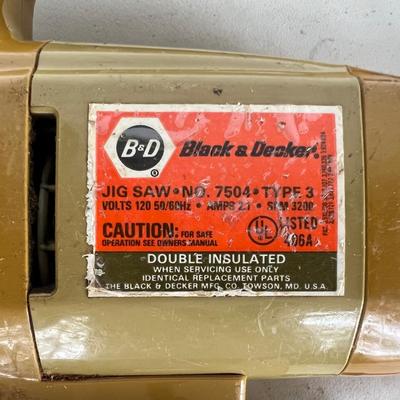 B&D Black & Decker®
JIG SAW • NO. 7504 • TYPE 3
VOLTS 120 50/60Hz • AMPS 2.1 • SPM 3200
CAUTION: FOR SAFE
OPERATION SEE OWNERS MANUAL
UL LISTED
406A
DOUBLE INSULATED
WHEN SERVICING USE ONLY
IDENTICAL REPLACEMENT PARTS
THE BLACK & DECKER MFG. CO. TOWSON, MD. U.S.A.